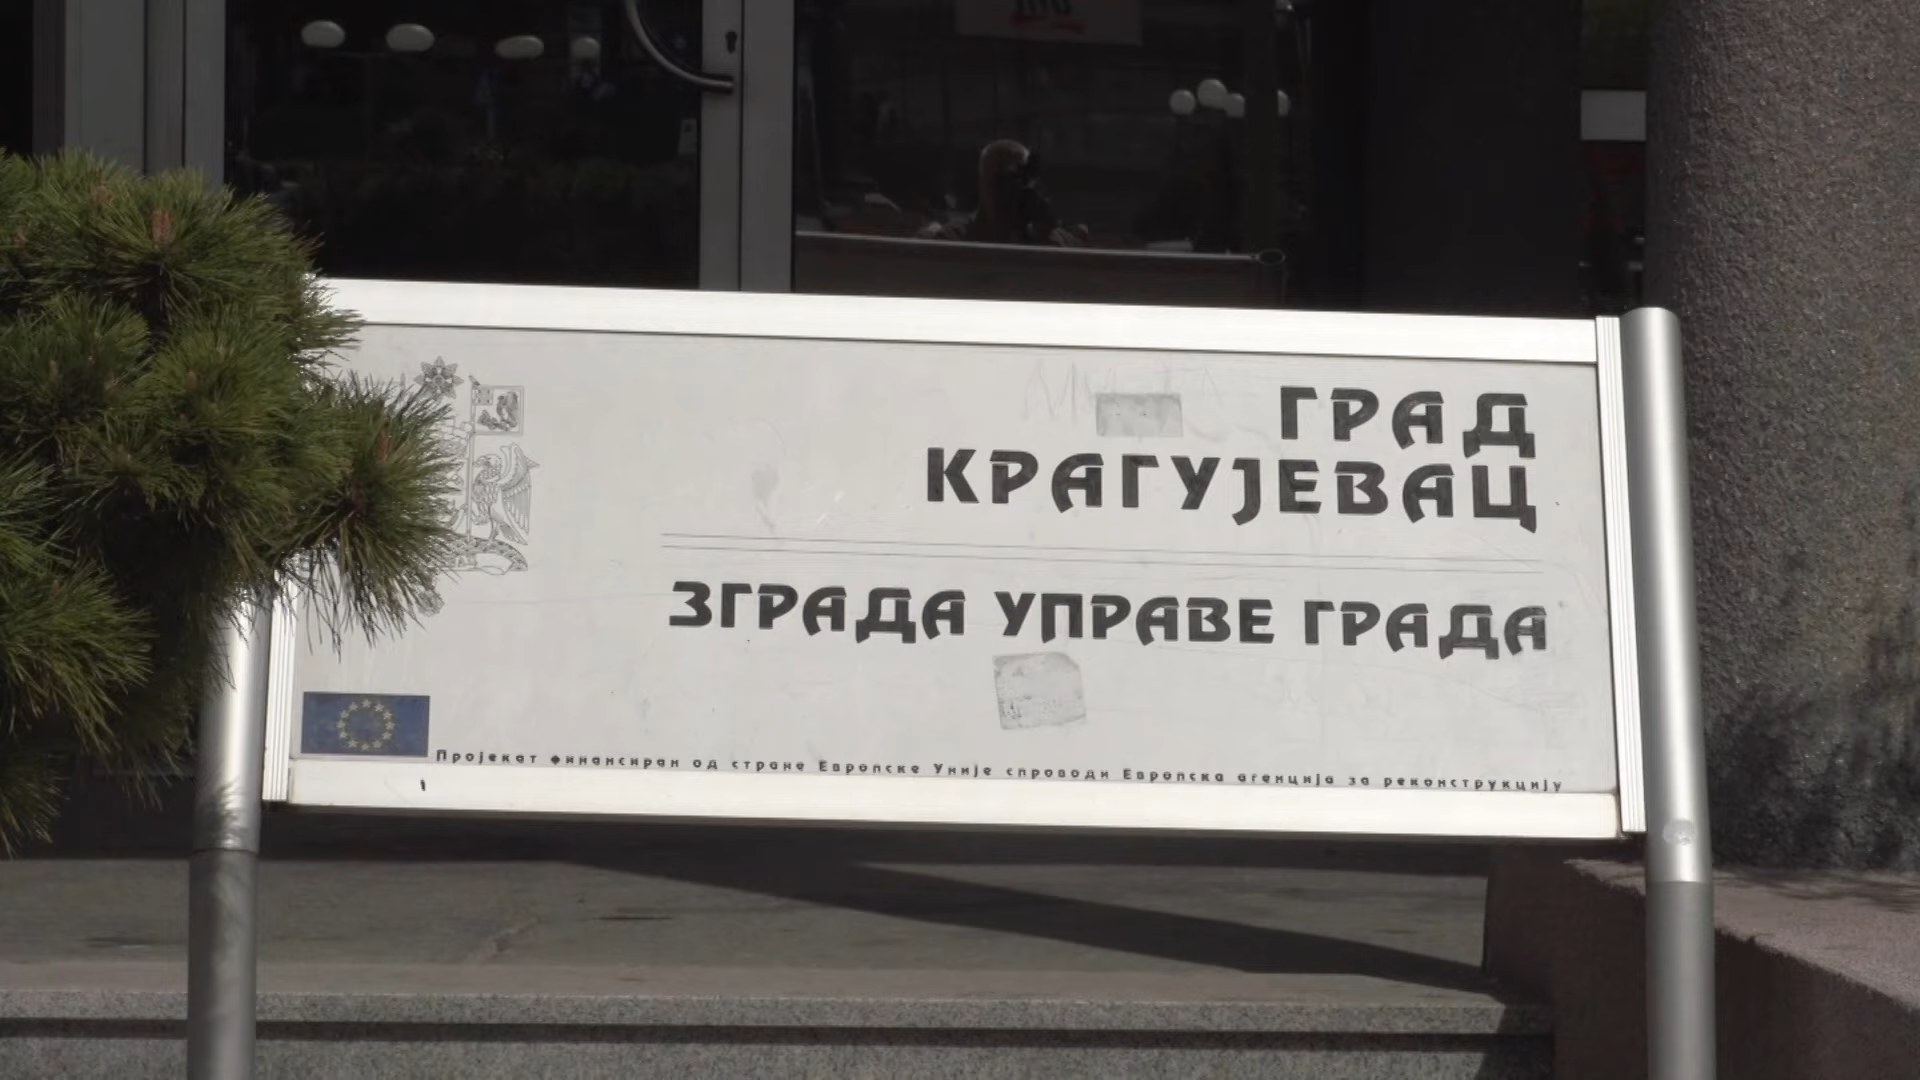 ГРАД
КРАГУЈЕВАЦ
ЗГРАДА УПРАВЕ ГРАДА
Пројекат финансиран од стране Европске Уније спроводи Европска агенција за реконструкцију